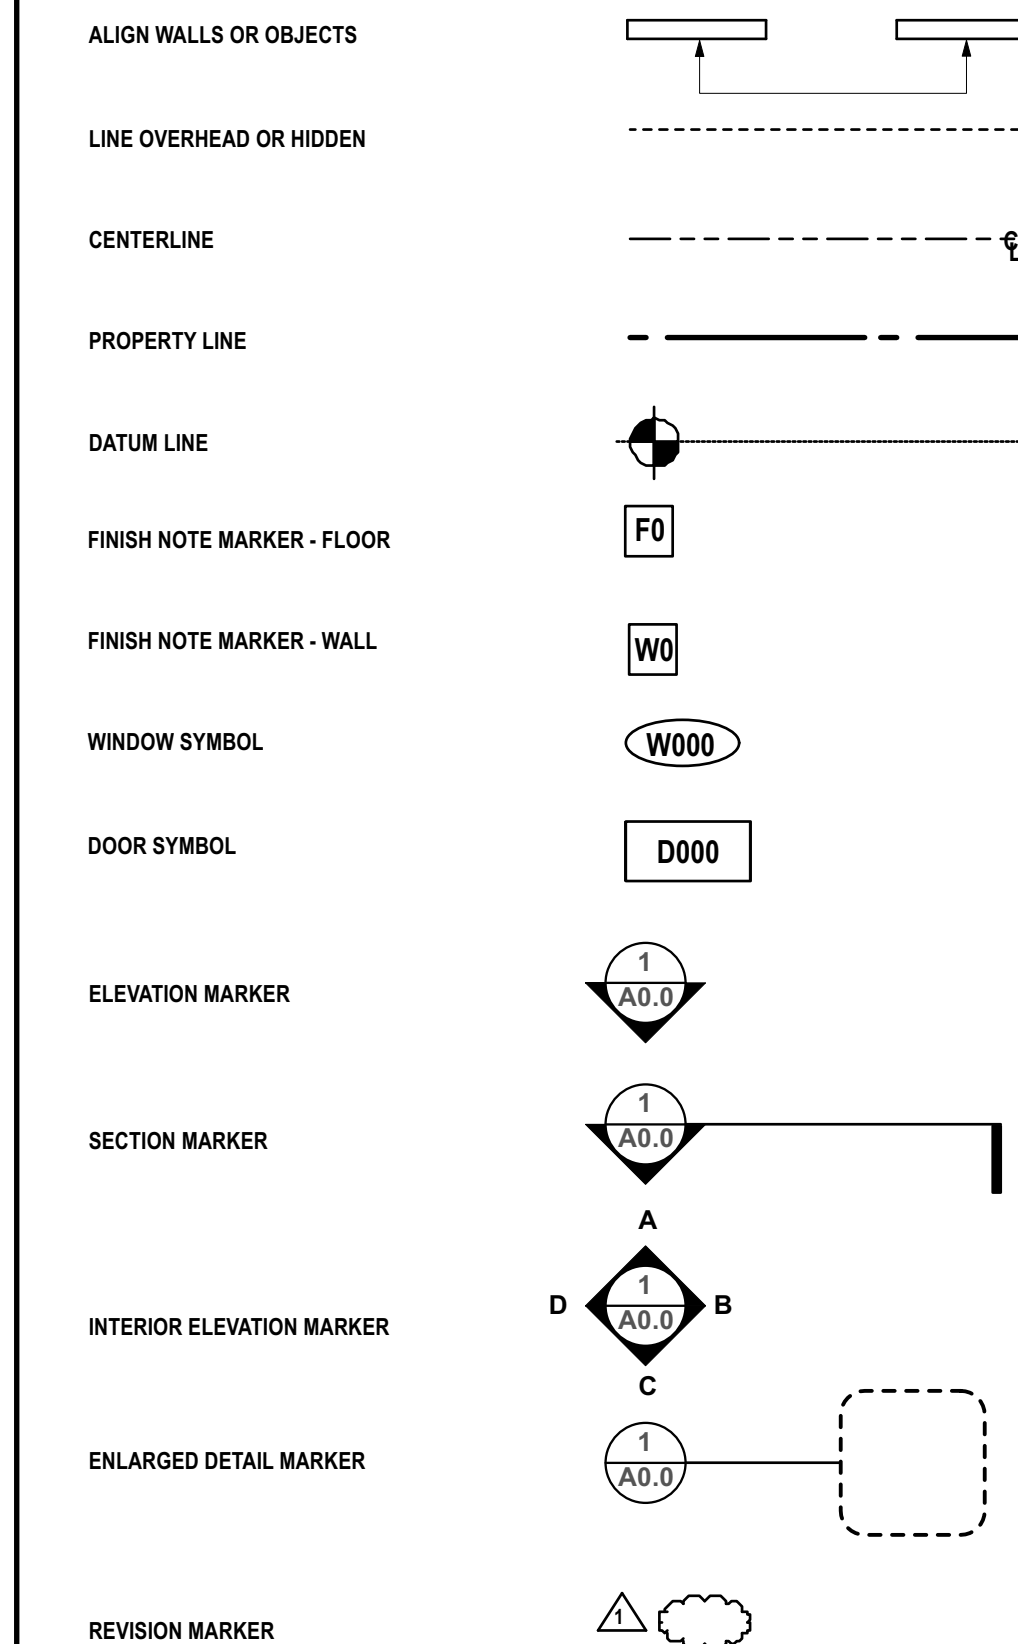 ALIGN WALLS OR OBJECTS
LINE OVERHEAD OR HIDDEN
CENTERLINE
CL
PROPERTY LINE
DATUM LINE
FINISH NOTE MARKER - FLOOR
F0
FINISH NOTE MARKER - WALL
W0
WINDOW SYMBOL
W000
DOOR SYMBOL
D000
ELEVATION MARKER
1
A0.0
SECTION MARKER
1
A0.0
INTERIOR ELEVATION MARKER
A
D
1
A0.0
B
C
ENLARGED DETAIL MARKER
1
A0.0
REVISION MARKER
1